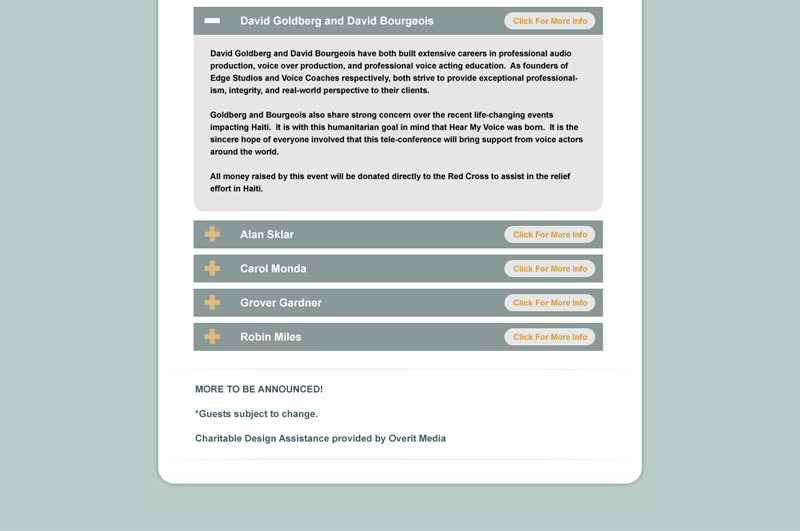 David Goldberg and David Bourgeois
Click For More Info
David Goldberg and David Bourgeois have both built extensive careers in professional audio
production, voice over production, and professional voice acting education.  As founders of
Edge Studios and Voice Coaches respectively, both strive to provide exceptional professional-
ism, integrity, and real-world perspective to their clients.
Goldberg and Bourgeois also share strong concern over the recent life-changing events
impacting Haiti.  It is with this humanitarian goal in mind that Hear My Voice was born.  It is the
sincere hope of everyone involved that this tele-conference will bring support from voice actors
around the world.
All money raised by this event will be donated directly to the Red Cross to assist in the relief
effort in Haiti.
Alan Sklar
Click For More Info
Carol Monda
Click For More Info
Grover Gardner
Click For More Info
Robin Miles
Click For More Info
MORE TO BE ANNOUNCED!
*Guests subject to change.
Charitable Design Assistance provided by Overit Media